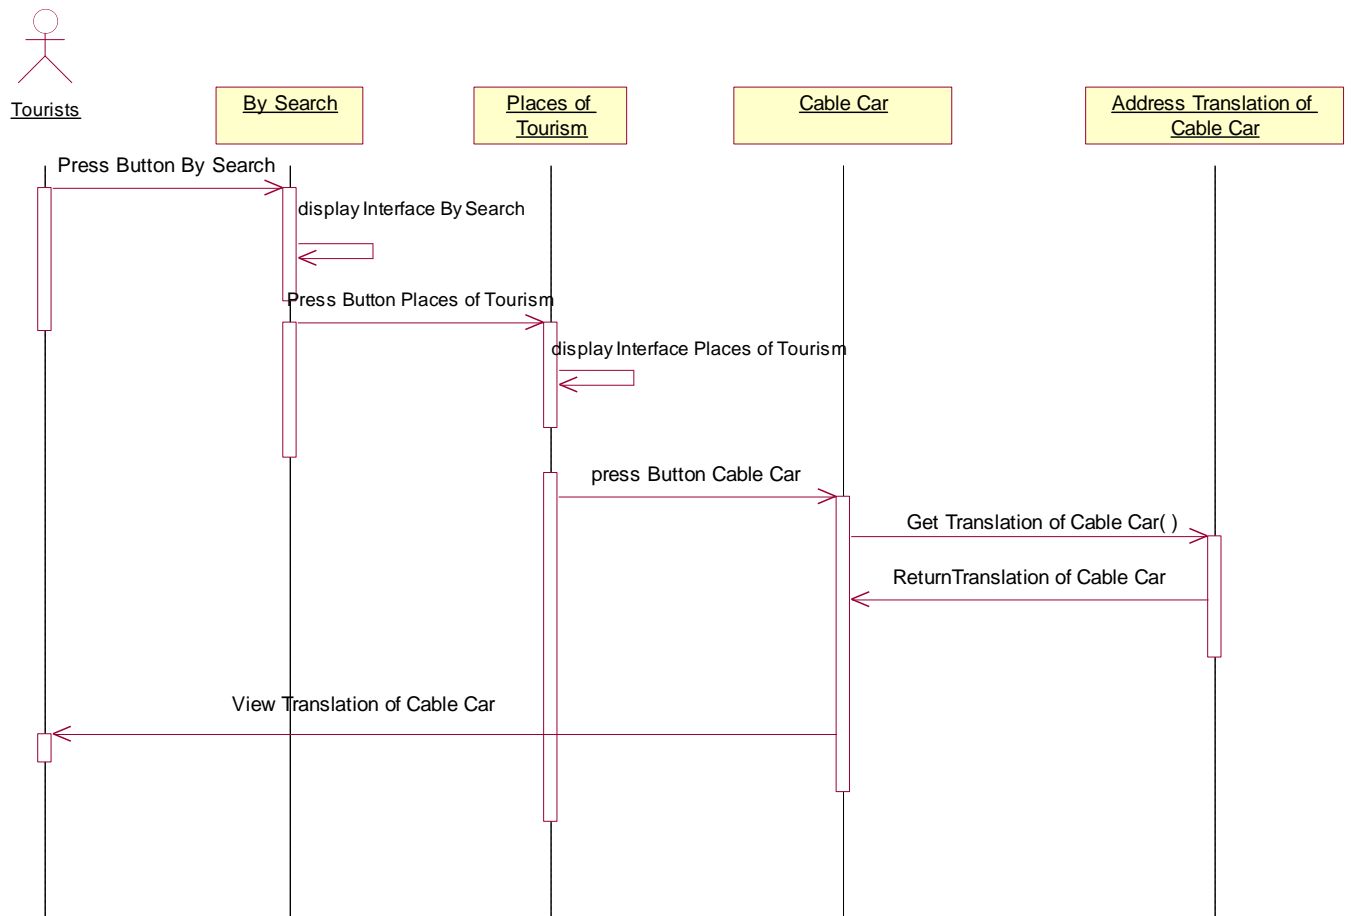 Tourists
By Search
Places of
Tourism
Cable Car
Address Translation of
Cable Car
Press Button By Search
display Interface By Search
Press Button Places of Tourism
display Interface Places of Tourism
press Button Cable Car
Get Translation of Cable Car( )
ReturnTranslation of Cable Car
View Translation of Cable Car